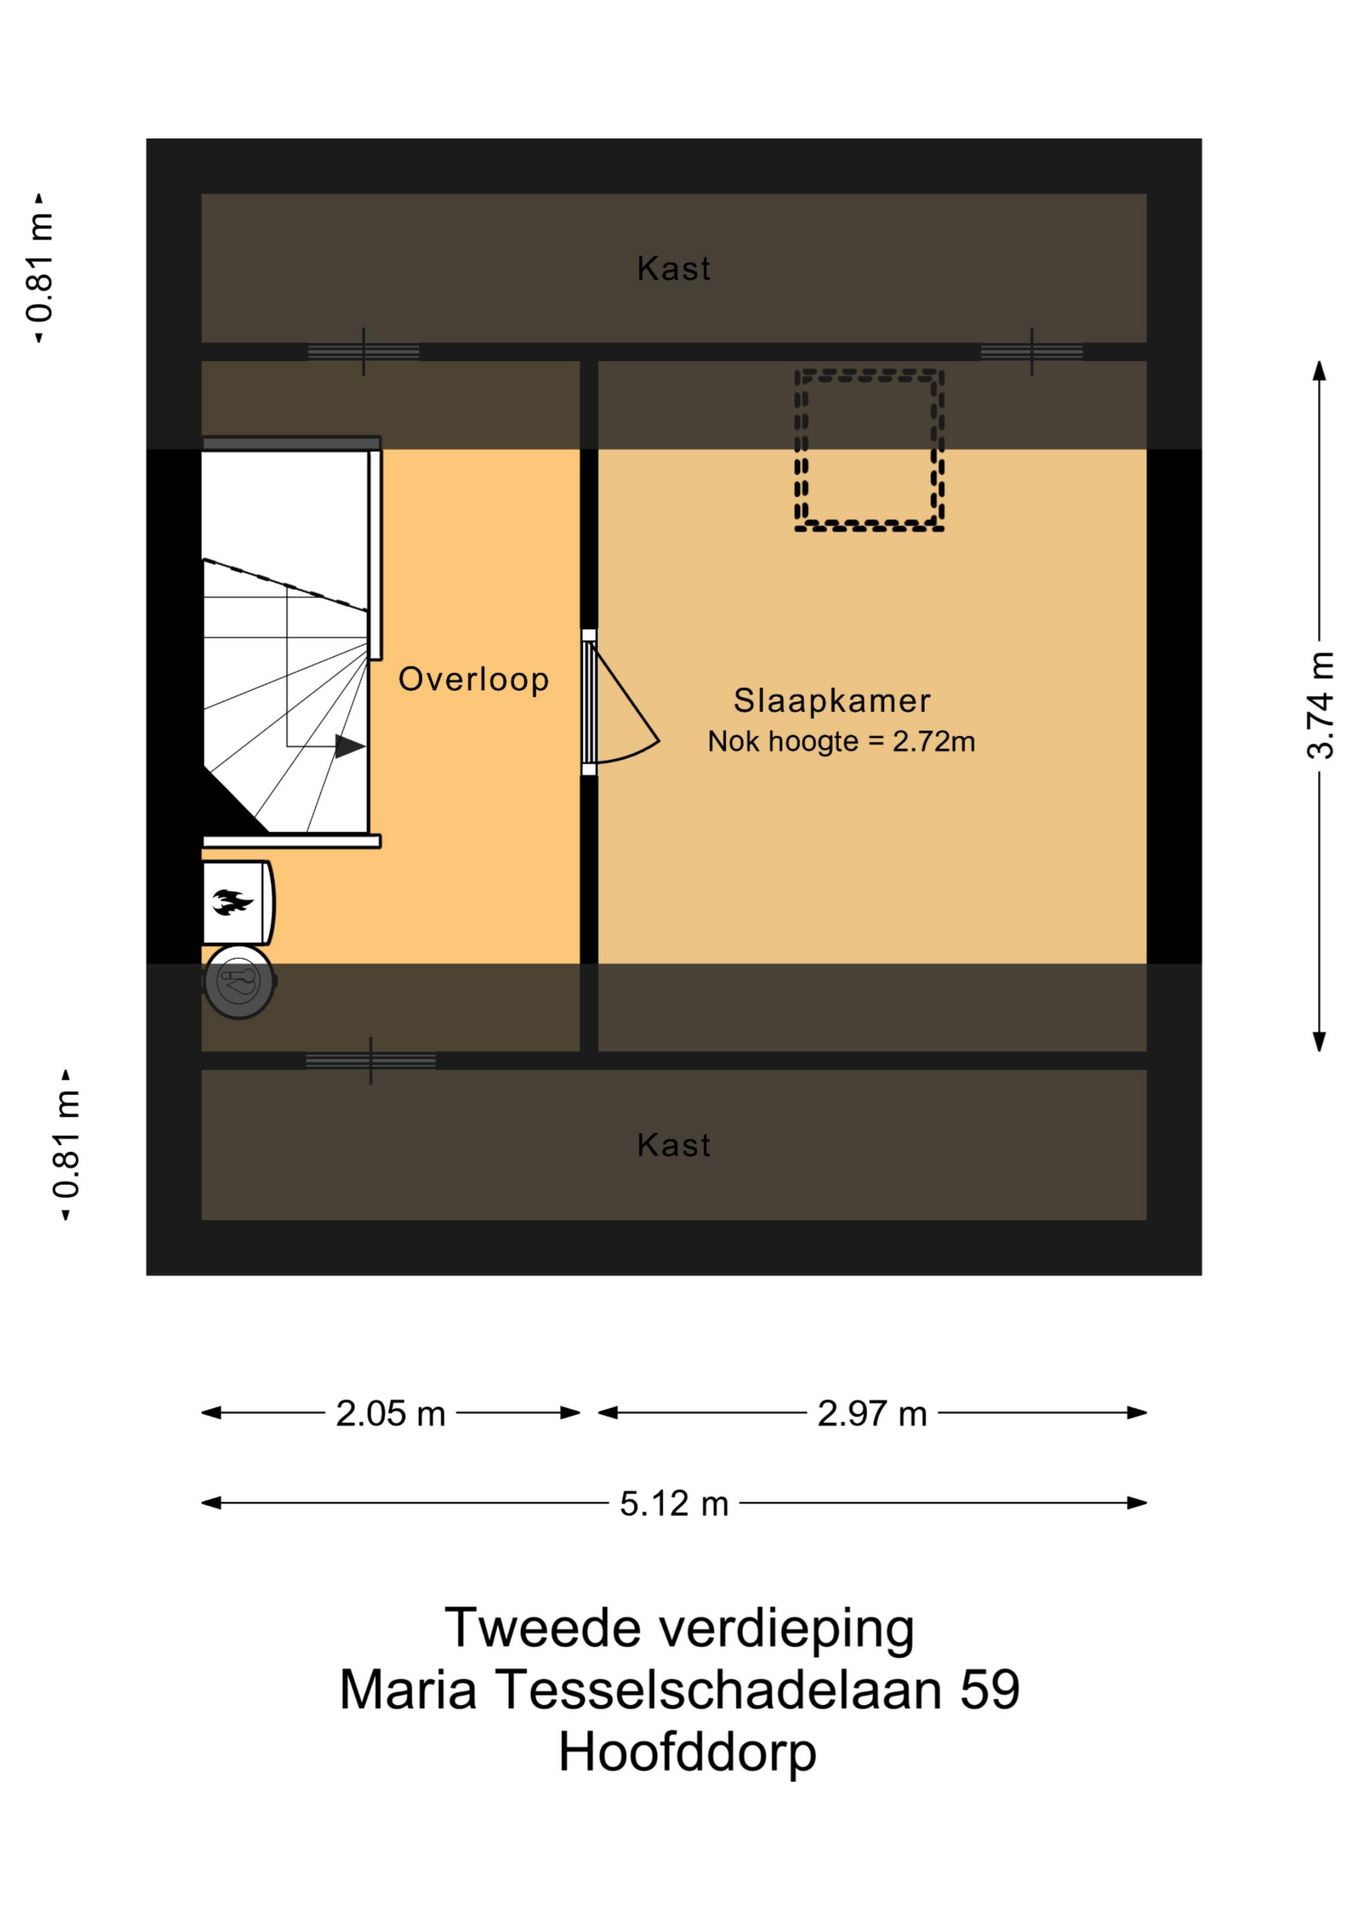 0.81 m
Kast
Overloop
Slaapkamer
Nok hoogte = 2.72m
3.74 m
0.81 m
Kast
2.05 m
2.97 m
5.12 m
Tweede verdieping
Maria Tesselschadelaan 59
Hoofddorp